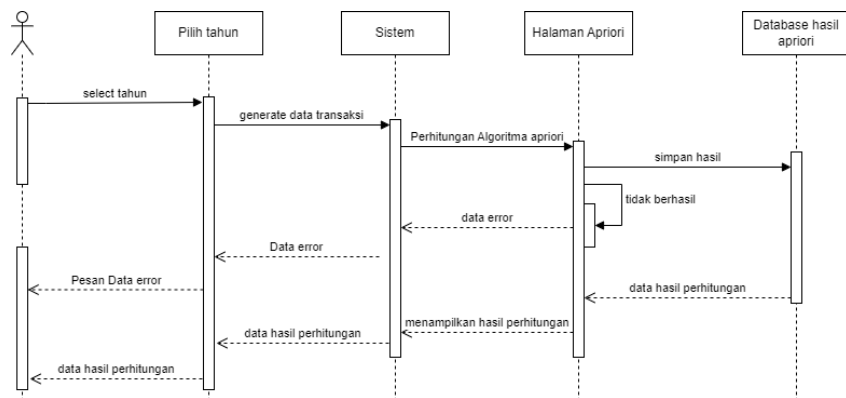 Pilih tahun
Sistem
Halaman Apriori
Database hasil
apriori
select tahun
generate data transaksi
Perhitungan Algoritma apriori
simpan hasil
tidak berhasil
data error
Data error
Pesan Data error
data hasil perhitungan
menampilkan hasil perhitungan
data hasil perhitungan
data hasil perhitungan